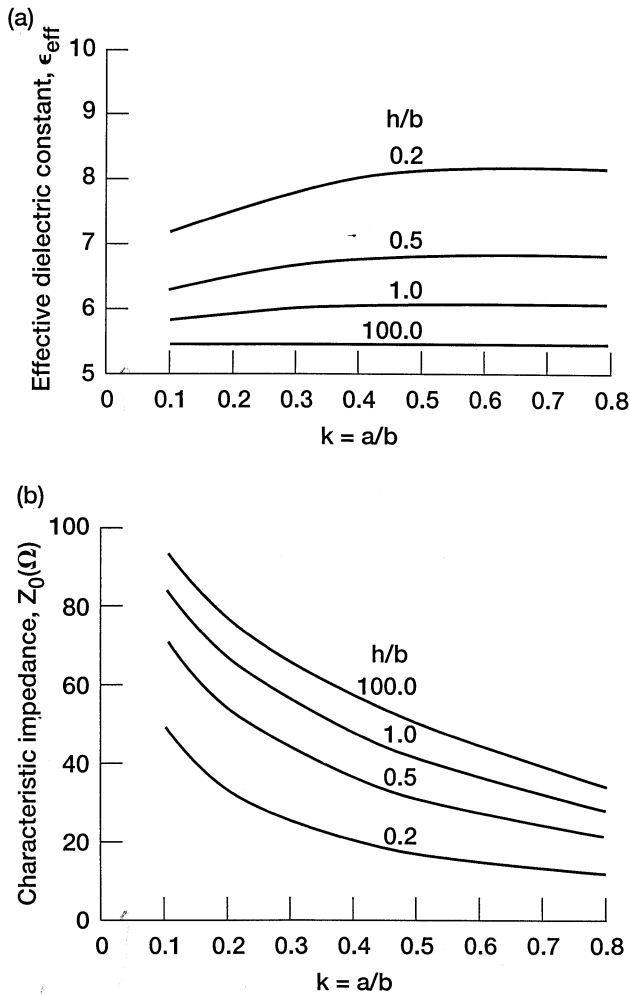 (a)
Effective dielectric constant, ϵeff
10
9
8
7
6
5
h/b
0.2
0.5
1.0
100.0
0 0.1 0.2 0.3 0.4 0.5 0.6 0.7 0.8
k = a/b
(b)
Characteristic impedance, Z0(Ω)
100
80
60
40
20
0
h/b
100.0
1.0
0.5
0.2
0 0.1 0.2 0.3 0.4 0.5 0.6 0.7 0.8
k = a/b